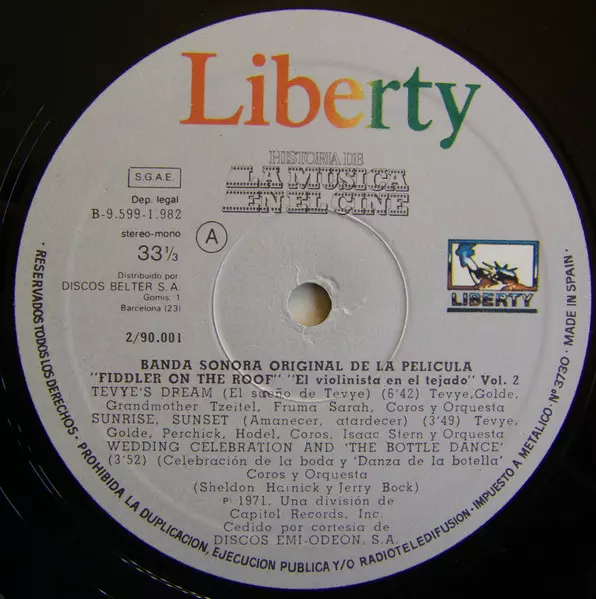 Liberty
HISTORIA DE
LA MUSICA
EN EL CINE
S.G.A.E.
Dep. legal
B-9.599-1.982
stereo-mono
33⅓
A
Distribuido por
DISCOS BELTER S.A.
Gomis, 1
Barcelona (23)
2/90.001
LIBERTY
BANDA SONORA ORIGINAL DE LA PELICULA
"FIDDLER ON THE ROOF" "El violinista en el tejado" Vol. 2
TEVYE'S DREAM (El sueño de Tevye) (6'42) Tevye, Golde,
Grandmother Tzeitel, Fruma Sarah, Coros y Orquesta
SUNRISE, SUNSET (Amanecer, atardecer) (3'49) Tevye,
Golde, Perchick, Hodel, Coros, Isaac Stern y Orquesta
WEDDING CELEBRATION AND 'THE BOTTLE DANCE'
(3'52) (Celebración de la boda y 'Danza de la botella')
Coros y Orquesta
(Sheldon Harnick y Jerry Bock)
p 1971. Una división de
Capitol Records, Inc.
Cedido por cortesía de
DISCOS EMI-ODEON, S.A.
• RESERVADOS TODOS LOS DERECHOS • PROHIBIDA LA DUPLICACION, EJECUCION PUBLICA Y/O RADIOTELEDIFUSION • IMPUESTO A METALICO: Nº 3730 • MADE IN SPAIN •